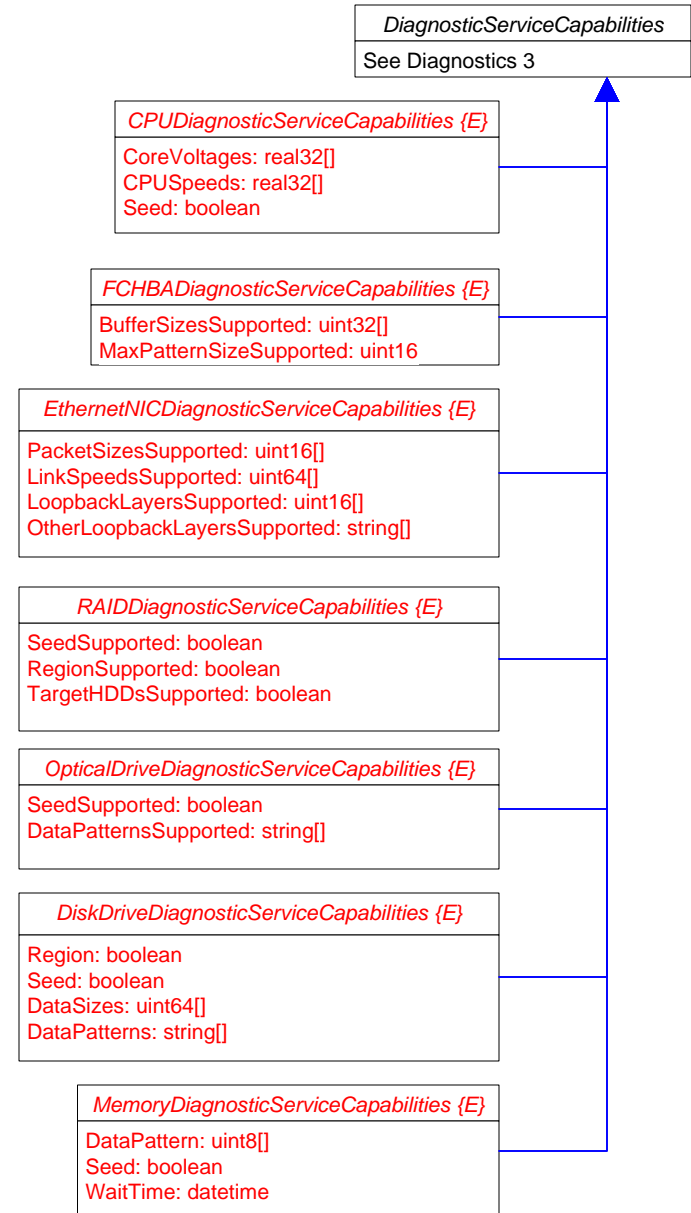 DiagnosticServiceCapabilities
See Diagnostics 3
CPUDiagnosticServiceCapabilities {E}
CoreVoltages: real32[]
CPUSpeeds: real32[]
Seed: boolean
FCHBADiagnosticServiceCapabilities {E}
BufferSizesSupported: uint32[]
MaxPatternSizeSupported: uint16
EthernetNICDiagnosticServiceCapabilities {E}
PacketSizesSupported: uint16[]
LinkSpeedsSupported: uint64[]
LoopbackLayersSupported: uint16[]
OtherLoopbackLayersSupported: string[]
RAIDDiagnosticServiceCapabilities {E}
SeedSupported: boolean
RegionSupported: boolean
TargetHDDsSupported: boolean
OpticalDriveDiagnosticServiceCapabilities {E}
SeedSupported: boolean
DataPatternsSupported: string[]
DiskDriveDiagnosticServiceCapabilities {E}
Region: boolean
Seed: boolean
DataSizes: uint64[]
DataPatterns: string[]
MemoryDiagnosticServiceCapabilities {E}
DataPattern: uint8[]
Seed: boolean
WaitTime: datetime